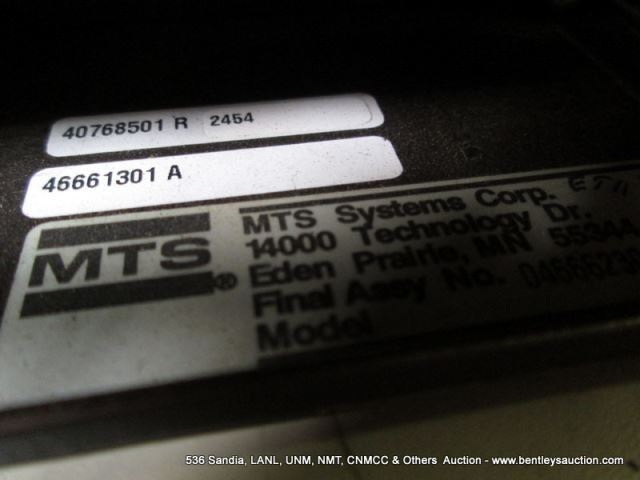 40768501 R 2454
46661301 A
MTS®
MTS Systems Corp.
14000 Technology Dr.
Eden Prairie, MN 55344
Final Assy No.
Model
536 Sandia, LANL, UNM, NMT, CNMCC & Others Auction - www.bentleysauction.com